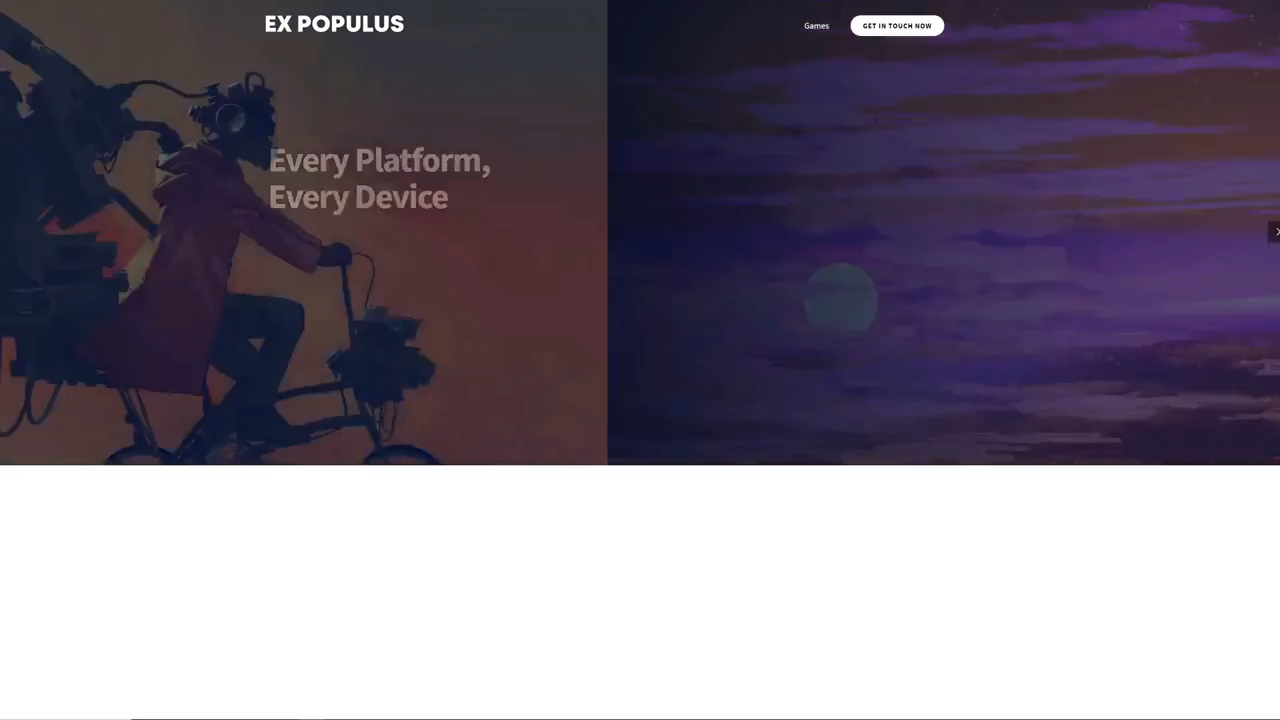 EX POPULUS
Games
GET IN TOUCH NOW
Every Platform,
Every Device